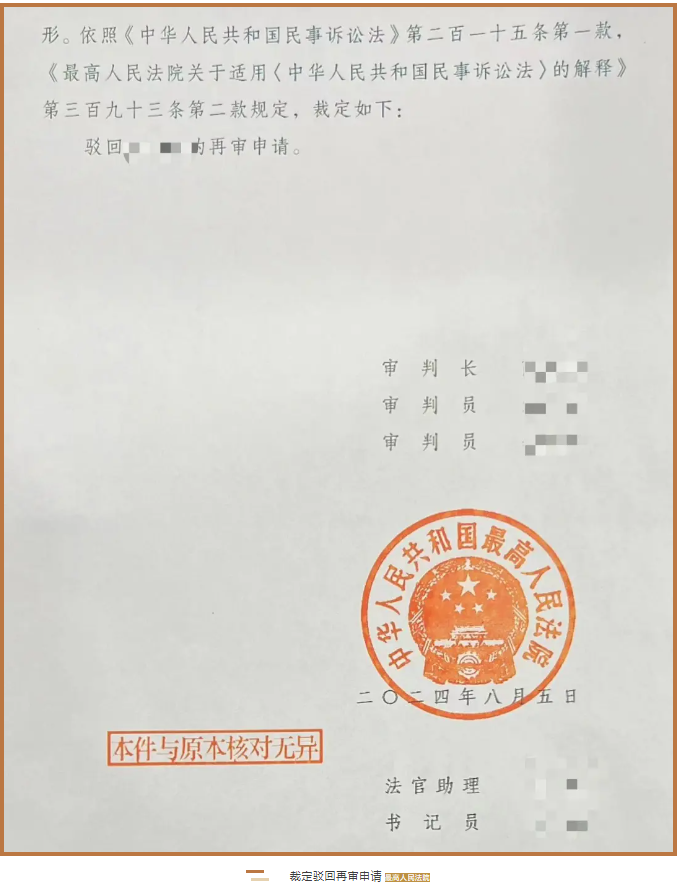 形。依照《中华人民共和国民事诉讼法》第二百一十五条第一款，
《最高人民法院关于适用〈中华人民共和国民事诉讼法〉的解释》
第三百九十三条第二款规定，裁定如下：
驳回 的再审申请。
审判长
审判员
审判员
中华人民共和国最高人民法院
二〇二四年八月五日
本件与原本核对无异
法官助理
书记员
裁定驳回再审申请 最高人民法院